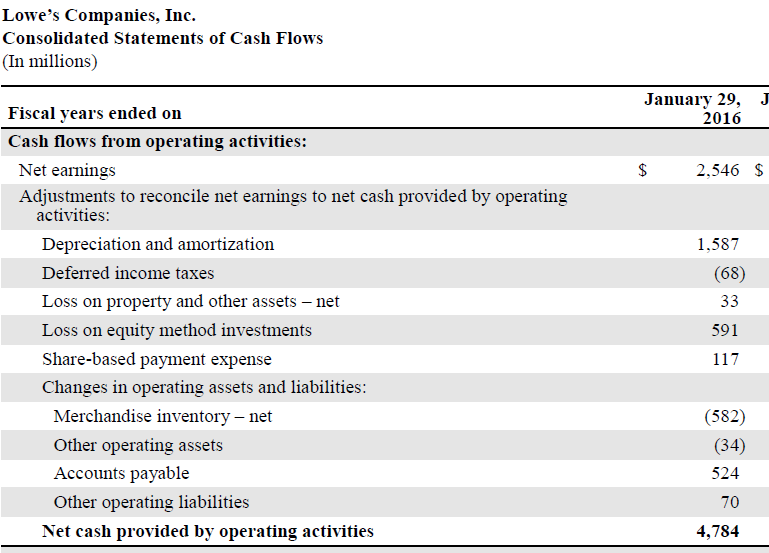 Lowe’s Companies, Inc.
Consolidated Statements of Cash Flows
(In millions)
January 29, J
Fiscal years ended on 2016
Cash flows from operating activities:
Net earnings $ 2,546 $
Adjustments to reconcile net earnings to net cash provided by operating
activities:
Depreciation and amortization 1,587
Deferred income taxes (68)
Loss on property and other assets – net 33
Loss on equity method investments 591
Share-based payment expense 117
Changes in operating assets and liabilities:
Merchandise inventory – net (582)
Other operating assets (34)
Accounts payable 524
Other operating liabilities 70
Net cash provided by operating activities 4,784